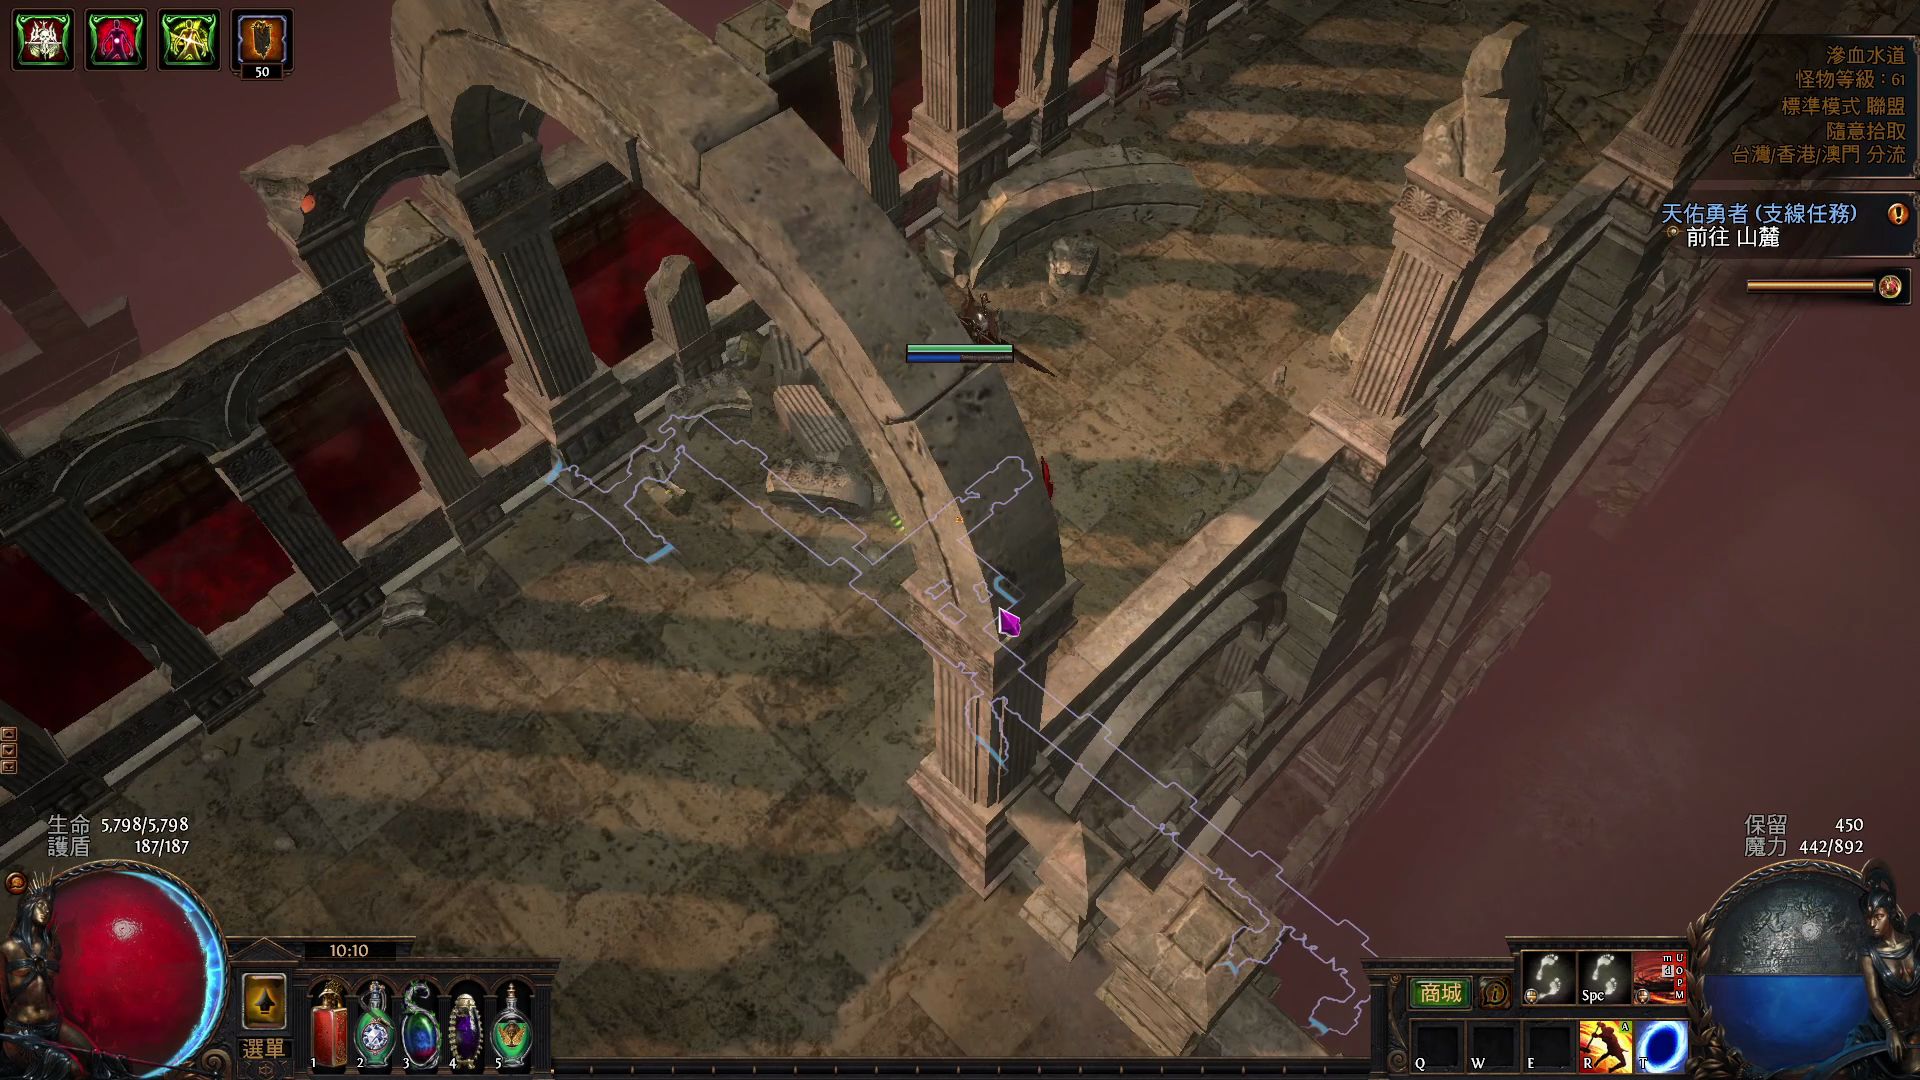 50
滲血水道
怪物等級：61
標準模式 聯盟
隨意拾取
台灣/香港/澳門 分流
天佑勇者 (支線任務)
前往 山麓
生命 5,798/5,798
護盾 187/187
保留 450
魔力 442/892
10:10
選單
1 2 3 4 5
商城
Spc
Q W E R T
A